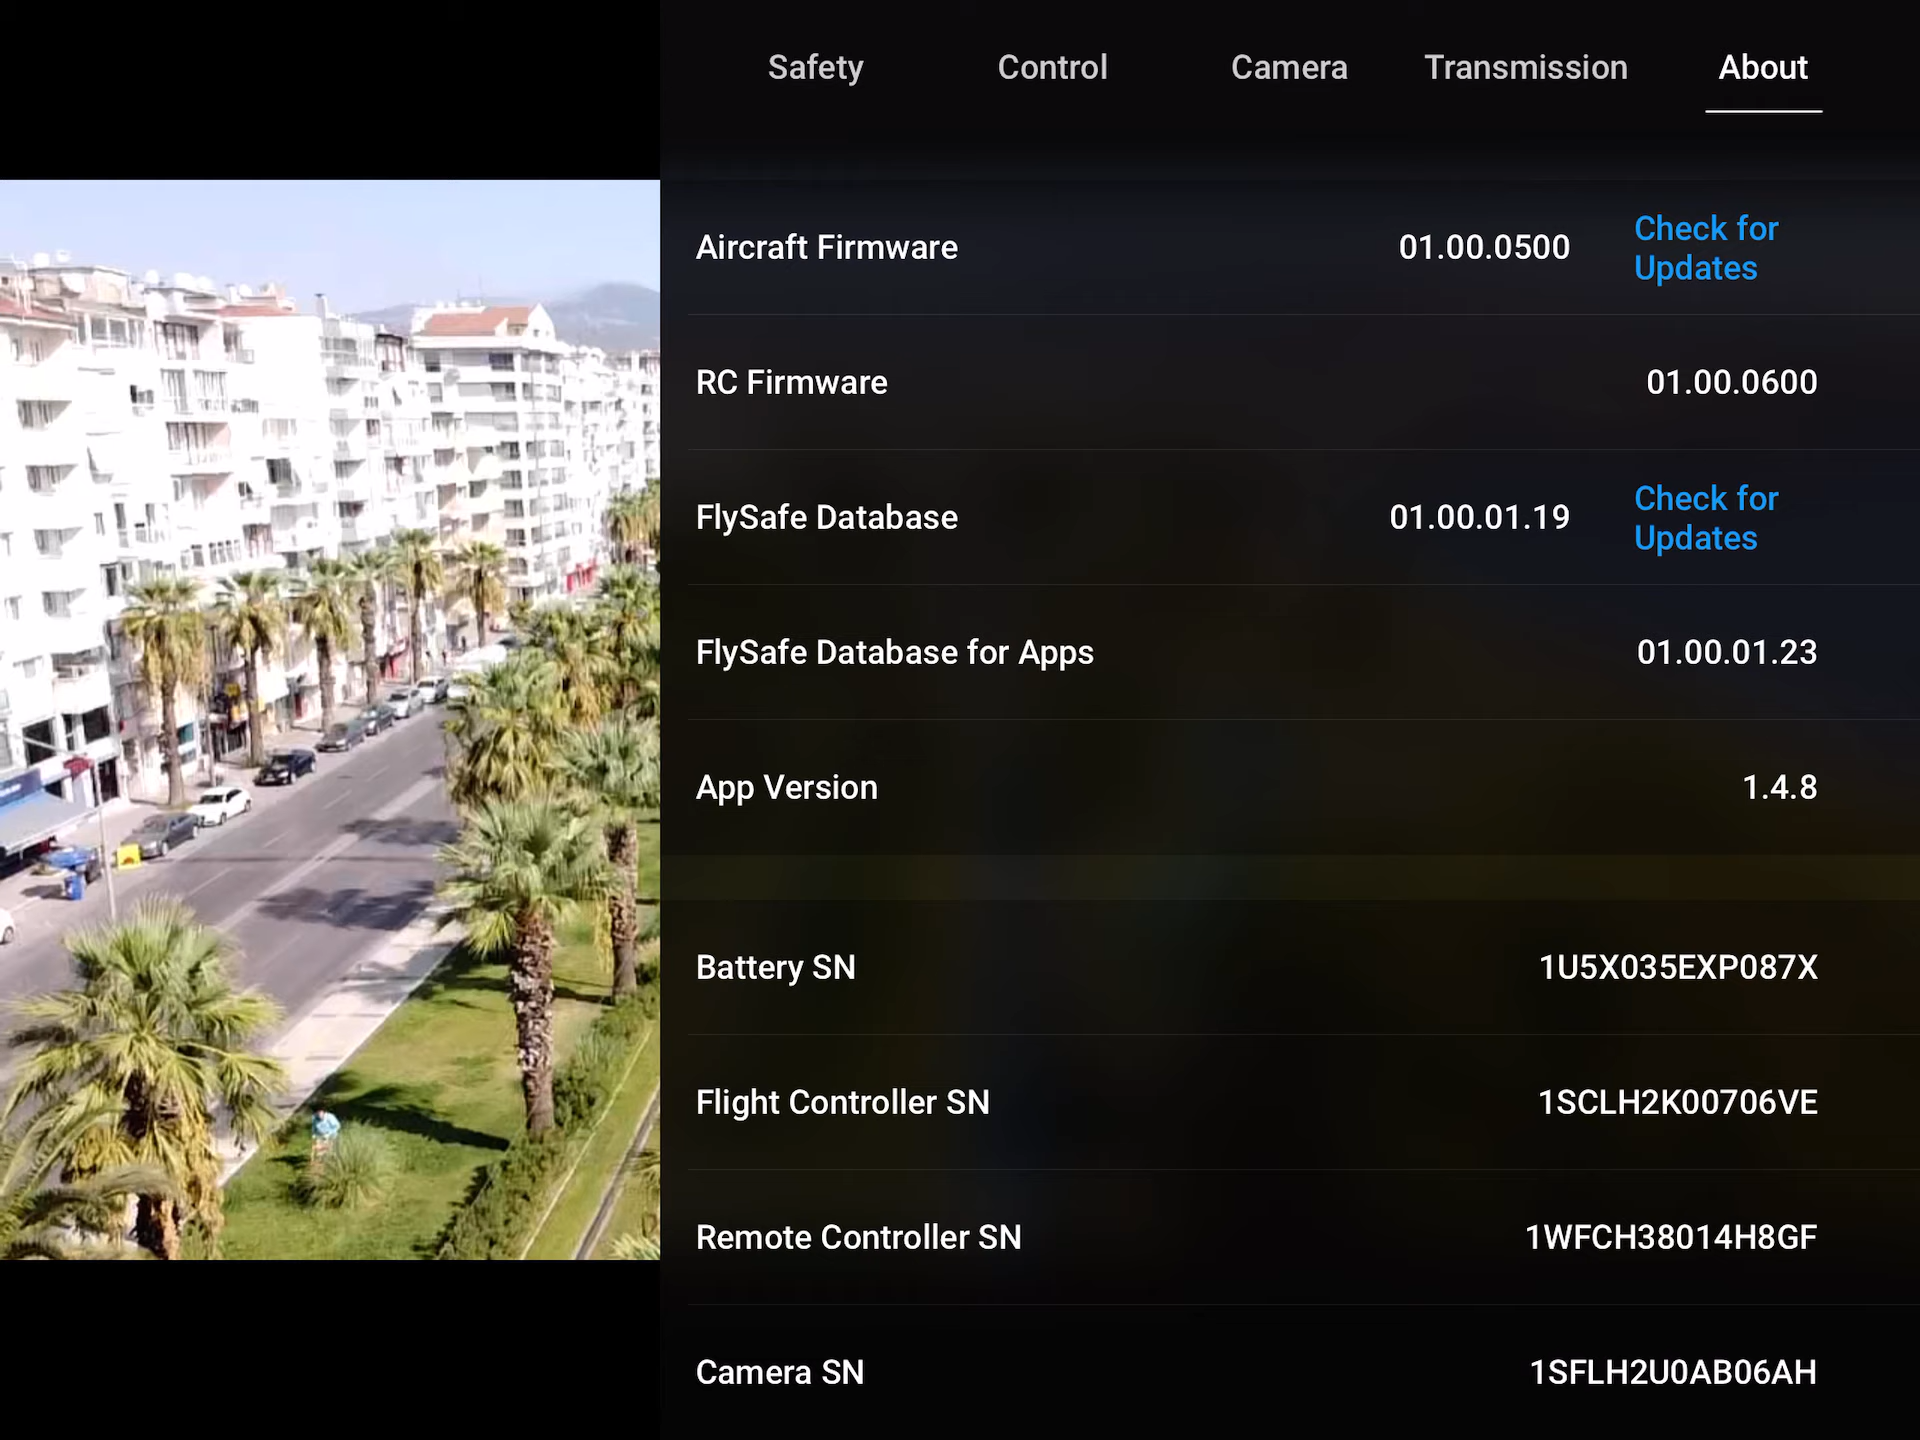 Safety Control Camera Transmission About
Aircraft Firmware 01.00.0500 Check for
Updates
RC Firmware 01.00.0600
FlySafe Database 01.00.01.19 Check for
Updates
FlySafe Database for Apps 01.00.01.23
App Version 1.4.8
Battery SN 1U5X035EXP087X
Flight Controller SN 1SCLH2K00706VE
Remote Controller SN 1WFCH38014H8GF
Camera SN 1SFLH2U0AB06AH